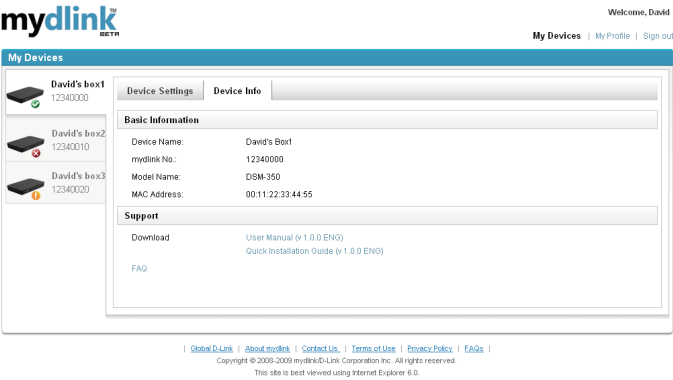 mydlink™
BETA
Welcome, David
My Devices | My Profile | Sign out
My Devices
David's box1
12340000
David's box2
12340010
David's box3
12340020
Device Settings
Device Info
Basic Information
Device Name: David's Box1
mydlink No.: 12340000
Model Name: DSM-350
MAC Address: 00:11:22:33:44:55
Support
Download User Manual (v 1.0.0 ENG)
Quick Installation Guide (v 1.0.0 ENG)
FAQ
| Global D-Link | About mydlink | Contact Us | Terms of Use | Privacy Policy | FAQs |
Copyright © 2008-2009 mydlink/D-Link Corporation Inc. All rights reserved.
This site is best viewed using Internet Explorer 6.0.